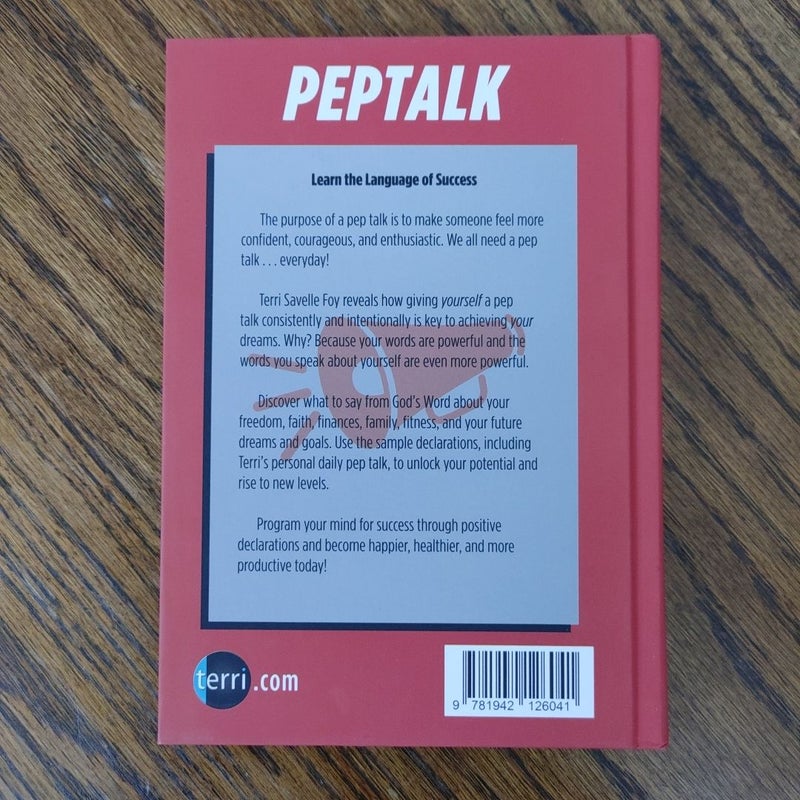 PEPTALK
Learn the Language of Success
The purpose of a pep talk is to make someone feel more
confident, courageous, and enthusiastic. We all need a pep
talk . . . everyday!
Terri Savelle Foy reveals how giving yourself a pep
talk consistently and intentionally is key to achieving your
dreams. Why? Because your words are powerful and the
words you speak about yourself are even more powerful.
Discover what to say from God's Word about your
freedom, faith, finances, family, fitness, and your future
dreams and goals. Use the sample declarations, including
Terri's personal daily pep talk, to unlock your potential and
rise to new levels.
Program your mind for success through positive
declarations and become happier, healthier, and more
productive today!
terri.com
9 781942 126041